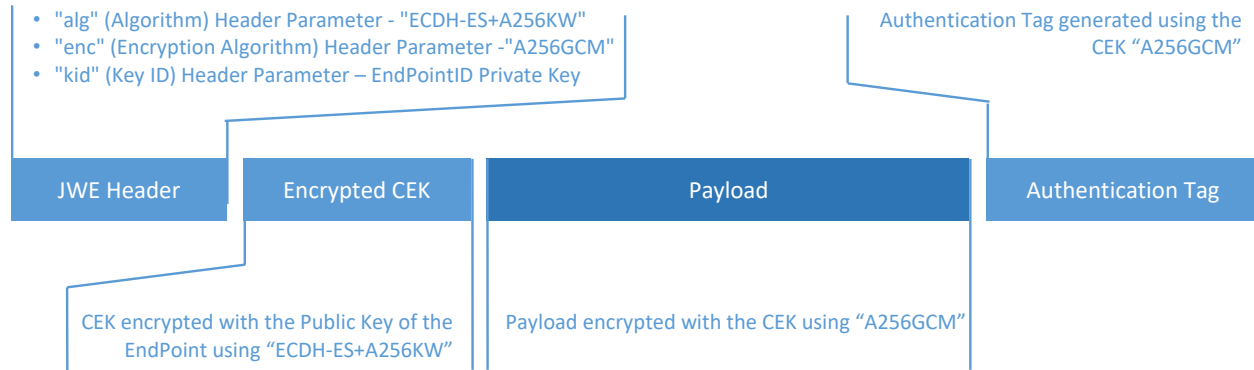 • "alg" (Algorithm) Header Parameter - "ECDH-ES+A256KW"
• "enc" (Encryption Algorithm) Header Parameter -"A256GCM"
• "kid" (Key ID) Header Parameter – EndPointID Private Key
Authentication Tag generated using the
CEK “A256GCM”
JWE Header
Encrypted CEK
Payload
Authentication Tag
CEK encrypted with the Public Key of the
EndPoint using “ECDH-ES+A256KW”
Payload encrypted with the CEK using “A256GCM”